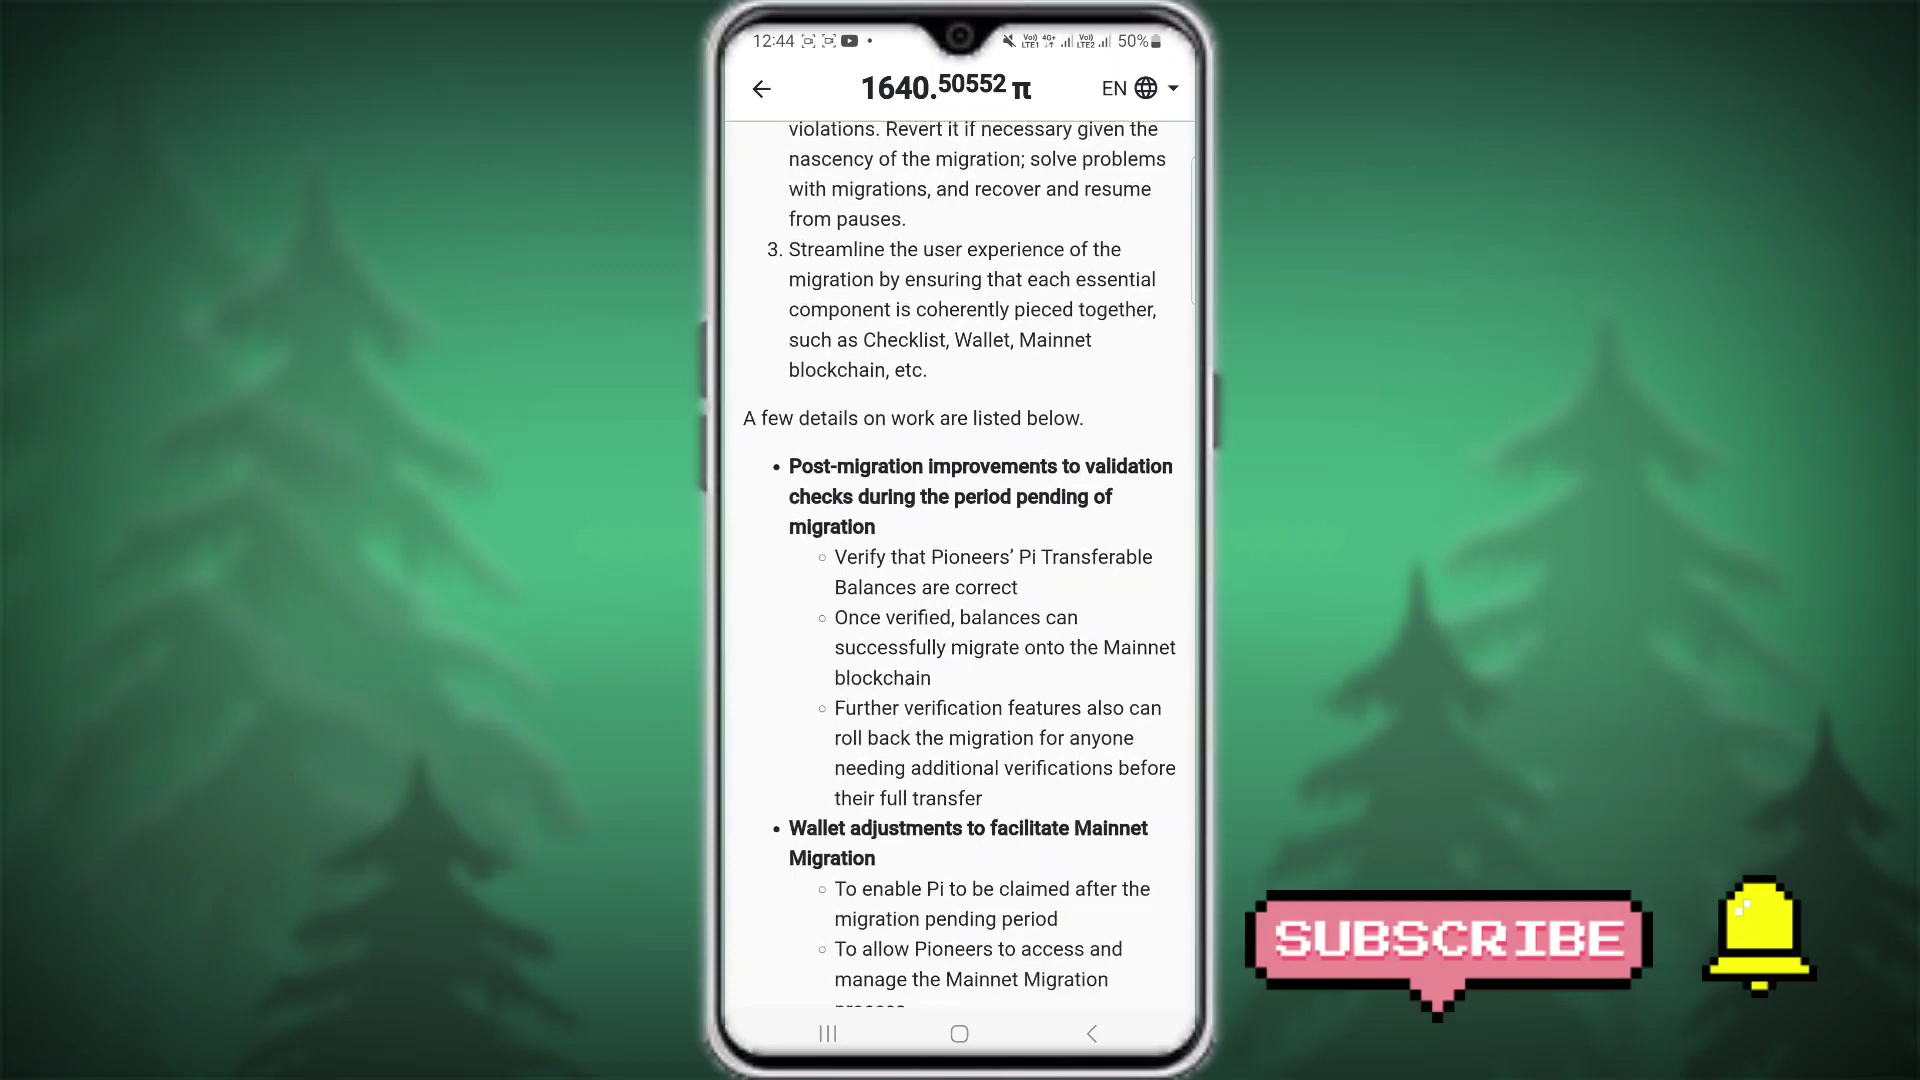 12:44
Vo)) 4G+ Vo)) 50%
LTE1 LTE2
1640.50552 π EN
violations. Revert it if necessary given the
nascency of the migration; solve problems
with migrations, and recover and resume
from pauses.
3. Streamline the user experience of the
migration by ensuring that each essential
component is coherently pieced together,
such as Checklist, Wallet, Mainnet
blockchain, etc.
A few details on work are listed below.
• Post-migration improvements to validation
checks during the period pending of
migration
○ Verify that Pioneers’ Pi Transferable
Balances are correct
○ Once verified, balances can
successfully migrate onto the Mainnet
blockchain
○ Further verification features also can
roll back the migration for anyone
needing additional verifications before
their full transfer
• Wallet adjustments to facilitate Mainnet
Migration
○ To enable Pi to be claimed after the
migration pending period
○ To allow Pioneers to access and
manage the Mainnet Migration
SUBSCRIBE